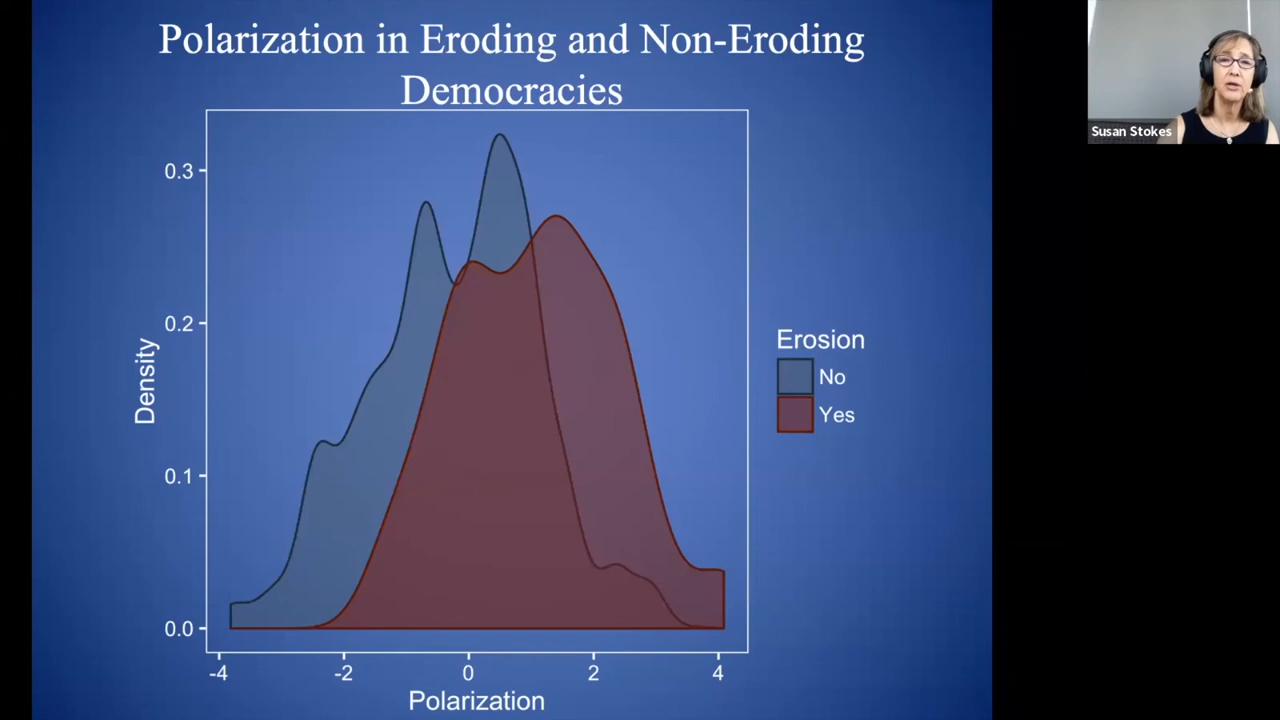 Polarization in Eroding and Non-Eroding
Democracies
Susan Stokes
0.3
0.2
0.1
0.0
Density
-4
-2
0
2
4
Polarization
Erosion
No
Yes